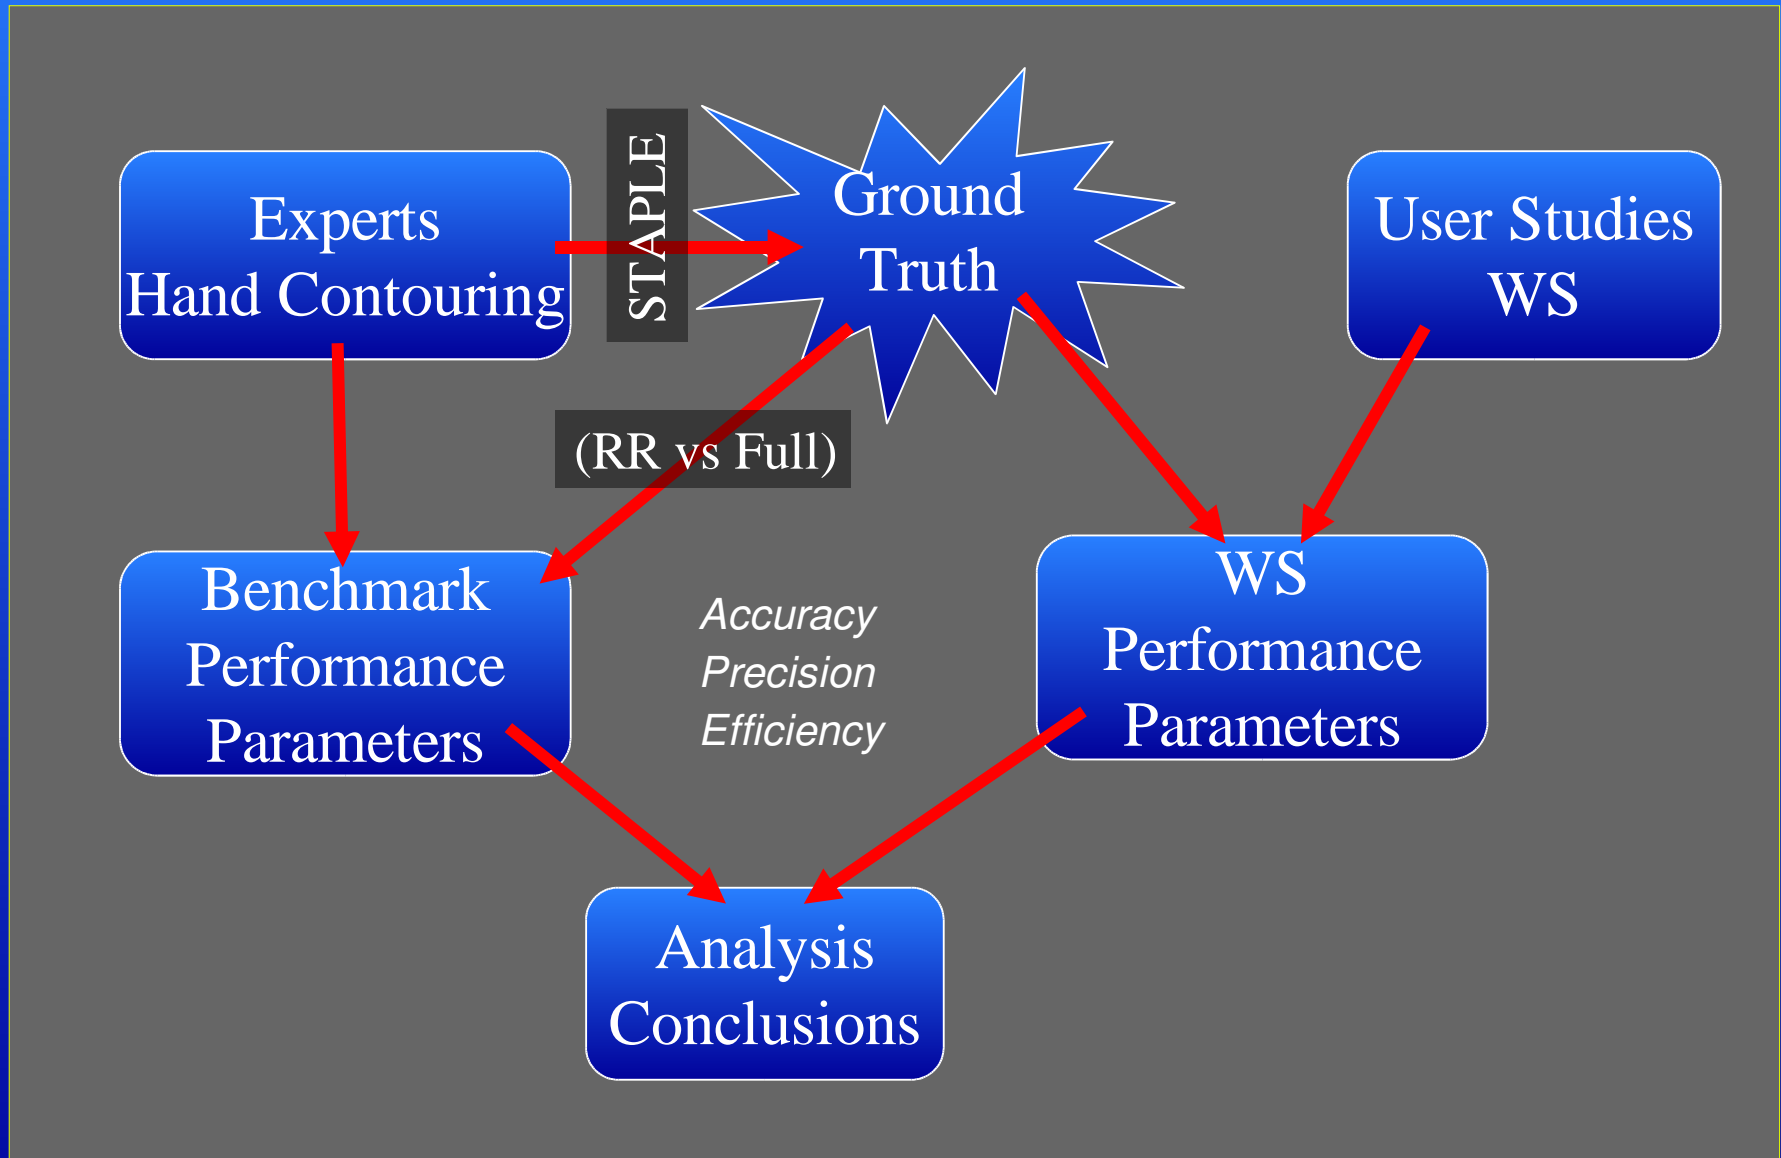 Experts
Hand Contouring
STAPLE
Ground
Truth
User Studies
WS
(RR vs Full)
Benchmark
Performance
Parameters
Accuracy
Precision
Efficiency
WS
Performance
Parameters
Analysis
Conclusions